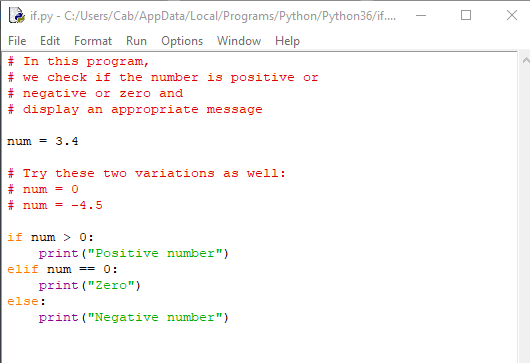 if.py - C:/Users/Cab/AppData/Local/Programs/Python/Python36/if....
File Edit Format Run Options Window Help
# In this program,
# we check if the number is positive or
# negative or zero and
# display an appropriate message
num = 3.4
# Try these two variations as well:
# num = 0
# num = -4.5
if num > 0:
    print("Positive number")
elif num == 0:
    print("Zero")
else:
    print("Negative number")